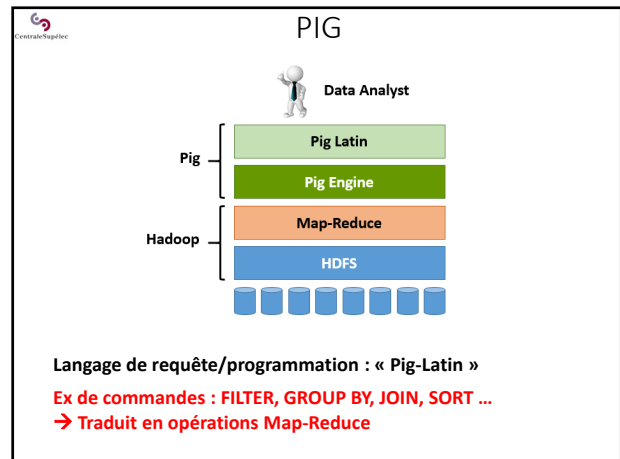 CentraleSupélec
PIG
Data Analyst
Pig
Pig Latin
Pig Engine
Hadoop
Map-Reduce
HDFS
Langage de requête/programmation : « Pig-Latin »
Ex de commandes : FILTER, GROUP BY, JOIN, SORT ...
→ Traduit en opérations Map-Reduce